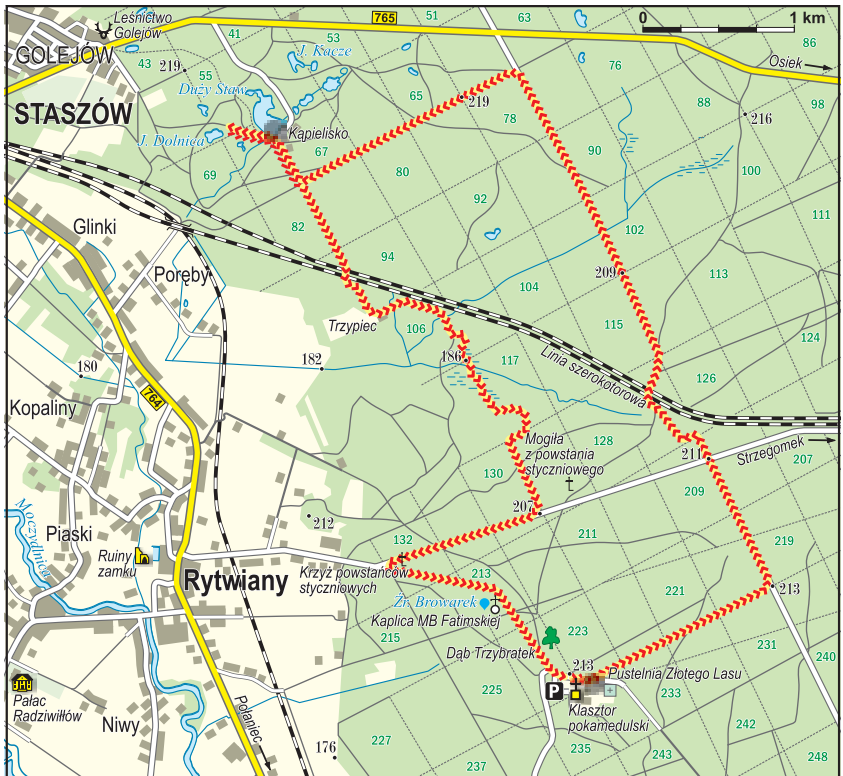 Leśnictwo
Golejów
765
51
63
0
1 km
86
GOLEJÓW
41
53
J. Kacze
43
219
55
76
Osiek
Duży Staw
65
219
88
98
STASZÓW
78
216
J. Dolnica
Kąpielisko
67
90
69
80
100
92
111
Glinki
82
102
94
Poręby
209
113
104
Trzypiec
106
115
124
186
117
Linia szerokotorowa
182
180
126
764
Kopaliny
128
Mogiła
z powstania
styczniowego
211
Strzegomek
207
130
209
207
212
Moczydlnica
Piaski
132
211
219
Ruiny
zamku
Krzyż powstańców
styczniowych
213
Rytwiany
213
221
Źr. Browarek
Kaplica MB Fatimskiej
215
223
231
Dąb Trzybratek
240
213
Pustelnia Złotego Lasu
Pałac
Radziwiłłów
225
P
233
Klasztor
pokamedulski
Połaniec
Niwy
242
176
227
235
243
248
237